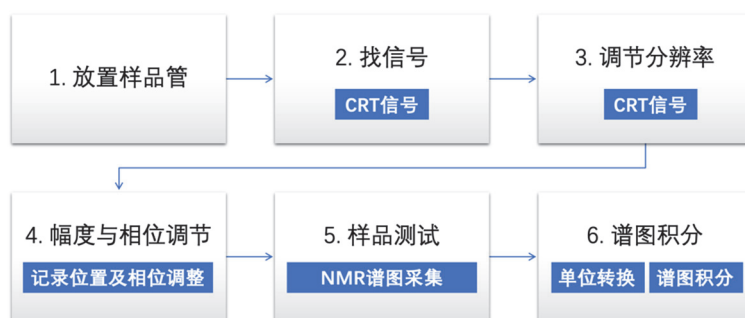 1. 放置样品管
2. 找信号
CRT信号
3. 调节分辨率
CRT信号
4. 幅度与相位调节
记录位置及相位调整
5. 样品测试
NMR谱图采集
6. 谱图积分
单位转换 谱图积分